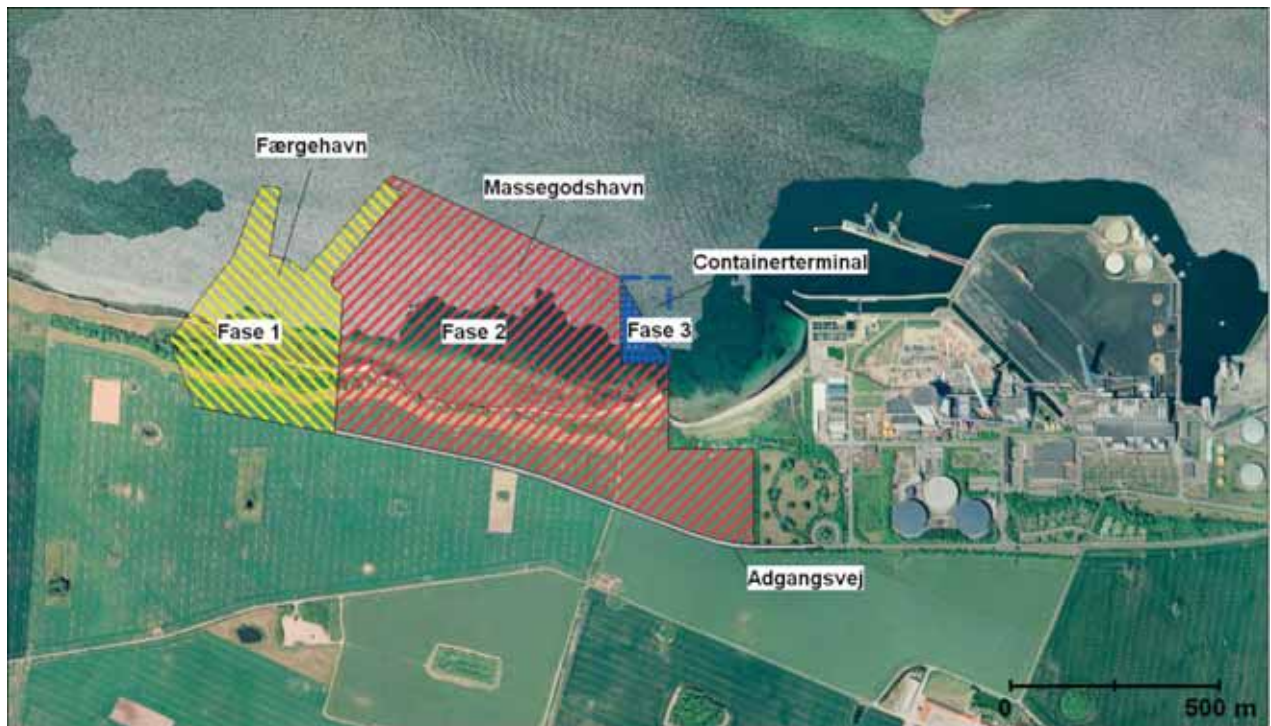 Færgehavn
Massegodshavn
Containerterminal
Fase 1
Fase 2
Fase 3
Adgangsvej
0
500 m